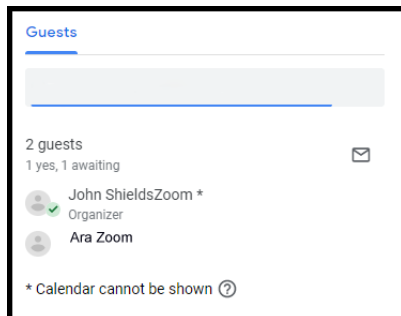 Guests
2 guests
1 yes, 1 awaiting
John ShieldsZoom *
Organizer
Ara Zoom
* Calendar cannot be shown ?